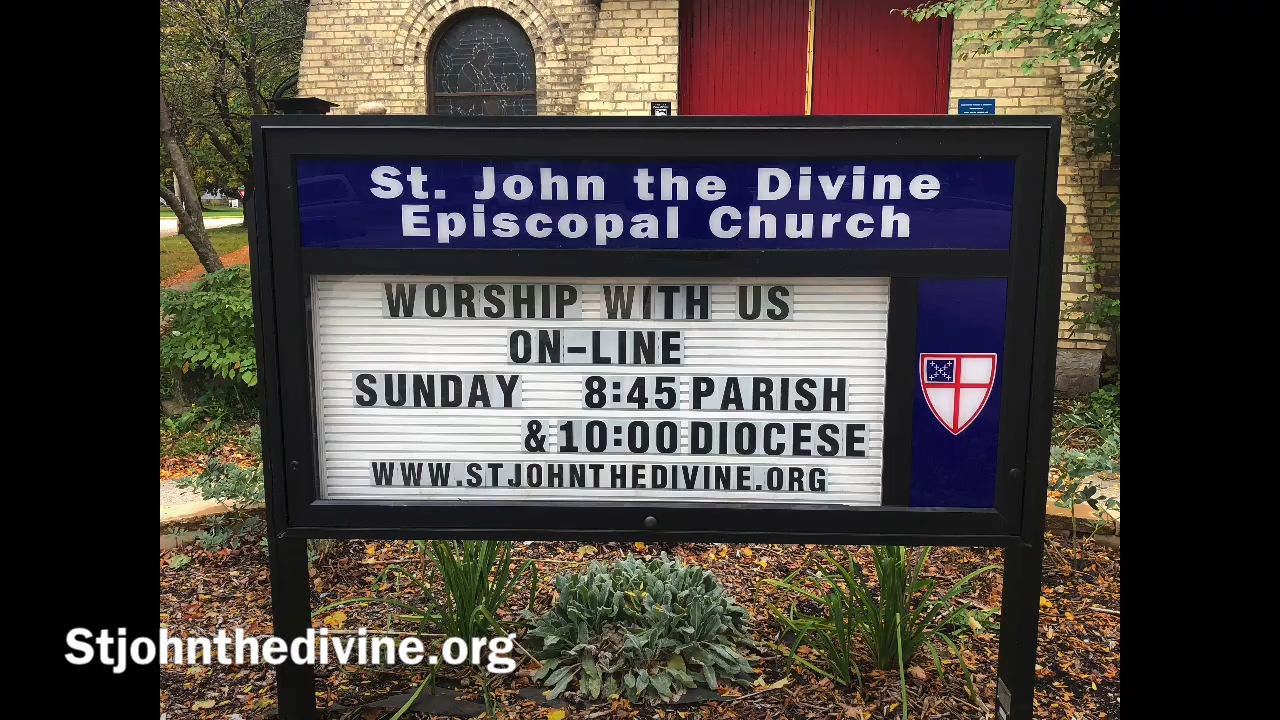 St. John the Divine
Episcopal Church
WORSHIP WITH US
ON-LINE
SUNDAY 8:45 PARISH
& 10:00 DIOCESE
WWW.STJOHNTHEDIVINE.ORG
Stjohnthedivine.org